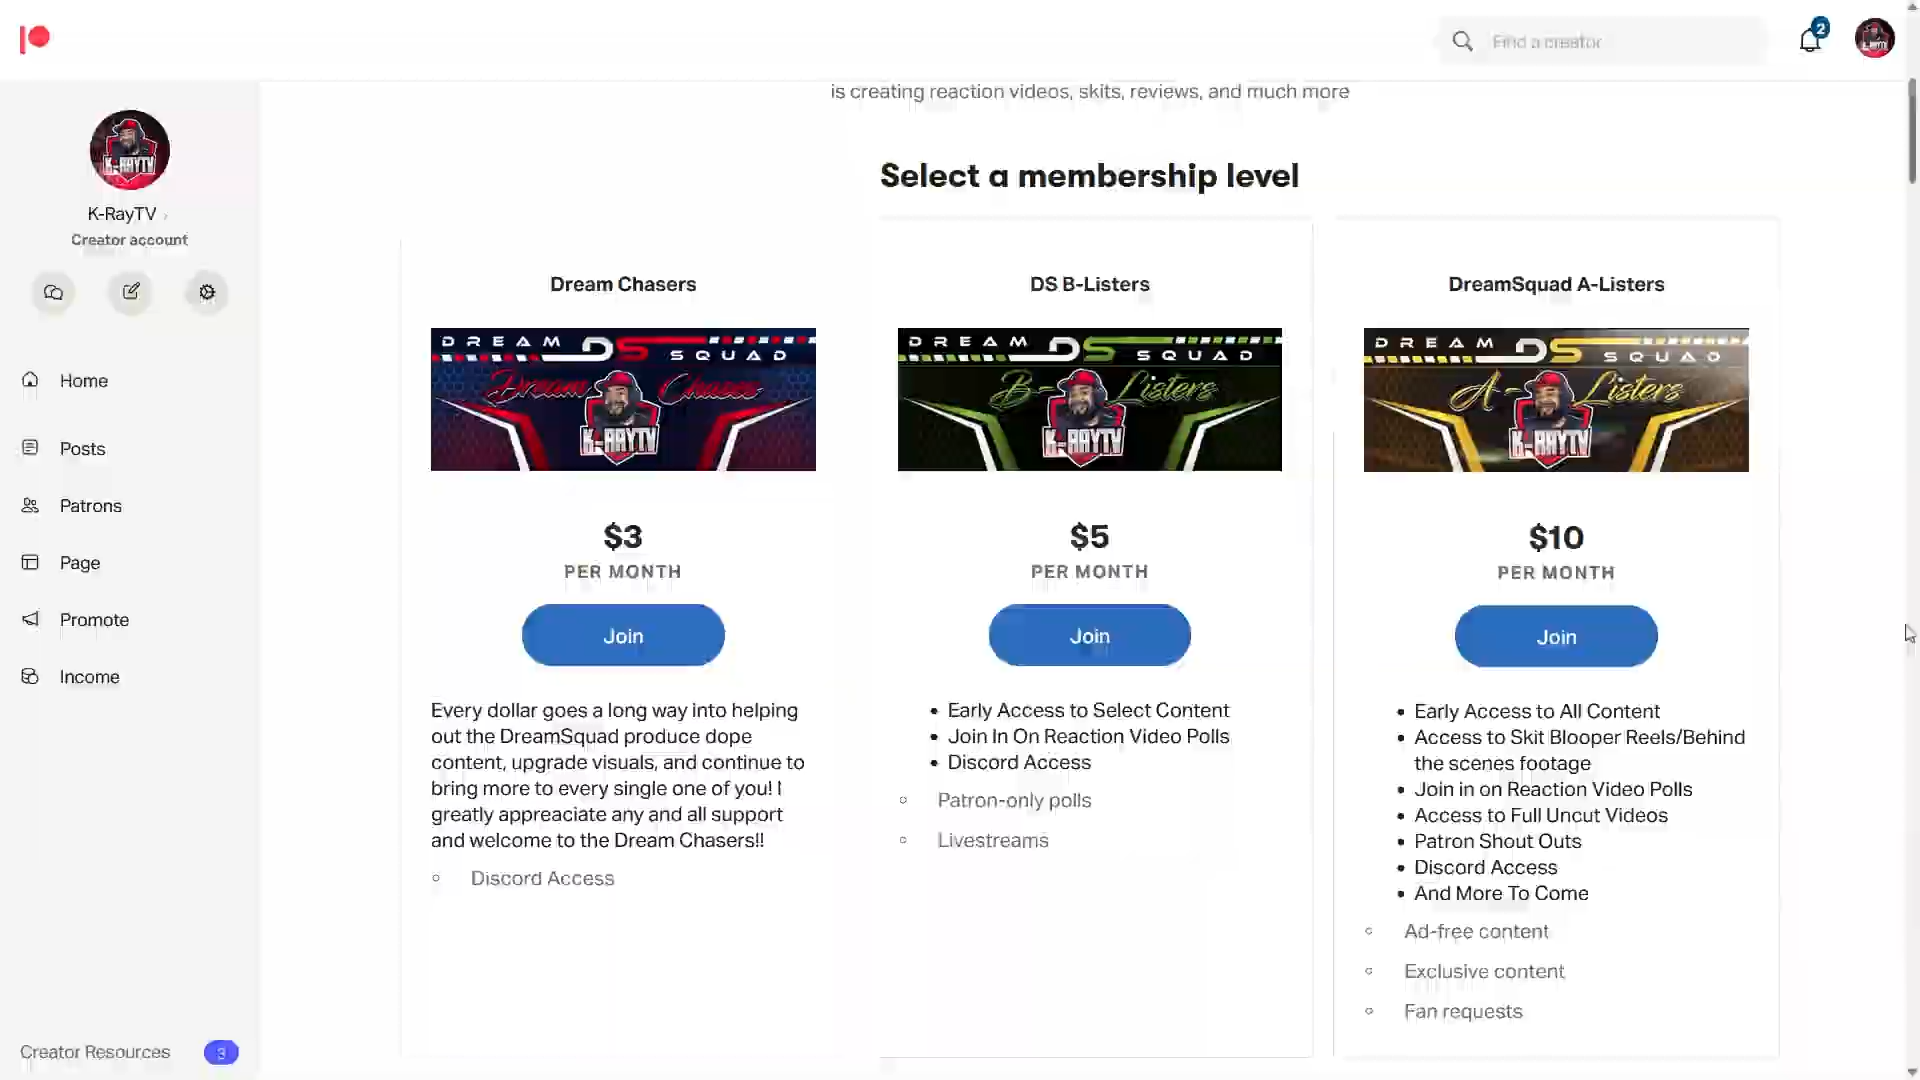 Find a creator
2
K-RAYTV
K-RayTV
Creator account
Home
Posts
Patrons
Page
Promote
Income
Creator Resources
3
is creating reaction videos, skits, reviews, and much more
Select a membership level
Dream Chasers
DREAM DS SQUAD
Dream Chasers
K-RAYTV
$3
PER MONTH
Join
Every dollar goes a long way into helping
out the DreamSquad produce dope
content, upgrade visuals, and continue to
bring more to every single one of you! I
greatly appreaciate any and all support
and welcome to the Dream Chasers!!
Discord Access
DS B-Listers
DREAM DS SQUAD
B-Listers
K-RAYTV
$5
PER MONTH
Join
Early Access to Select Content
Join In On Reaction Video Polls
Discord Access
Patron-only polls
Livestreams
DreamSquad A-Listers
DREAM DS SQUAD
A-Listers
K-RAYTV
$10
PER MONTH
Join
Early Access to All Content
Access to Skit Blooper Reels/Behind
the scenes footage
Join in on Reaction Video Polls
Access to Full Uncut Videos
Patron Shout Outs
Discord Access
And More To Come
Ad-free content
Exclusive content
Fan requests